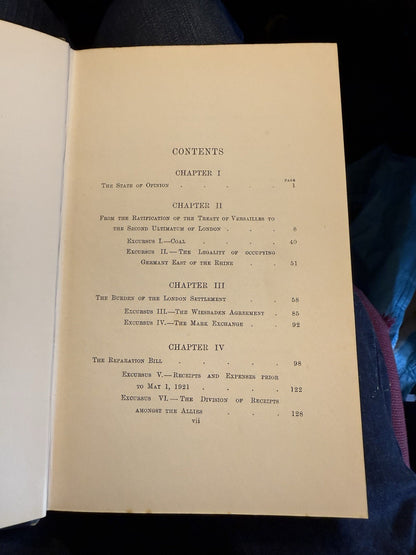 CONTENTS
CHAPTER I
PAGE
The State of Opinion . . . . . 1
CHAPTER II
From the Ratification of the Treaty of Versailles to
the Second Ultimatum of London . . . 6
Excursus I.—Coal . . . . . 40
Excursus II.—The Legality of occupying
Germany East of the Rhine . . . 51
CHAPTER III
The Burden of the London Settlement . . 58
Excursus III.—The Wiesbaden Agreement . 85
Excursus IV.—The Mark Exchange . . 92
CHAPTER IV
The Reparation Bill . . . . . 98
Excursus V.—Receipts and Expenses prior
to May 1, 1921 . . . . 122
Excursus VI.—The Division of Receipts
amongst the Allies . . . 128
vii